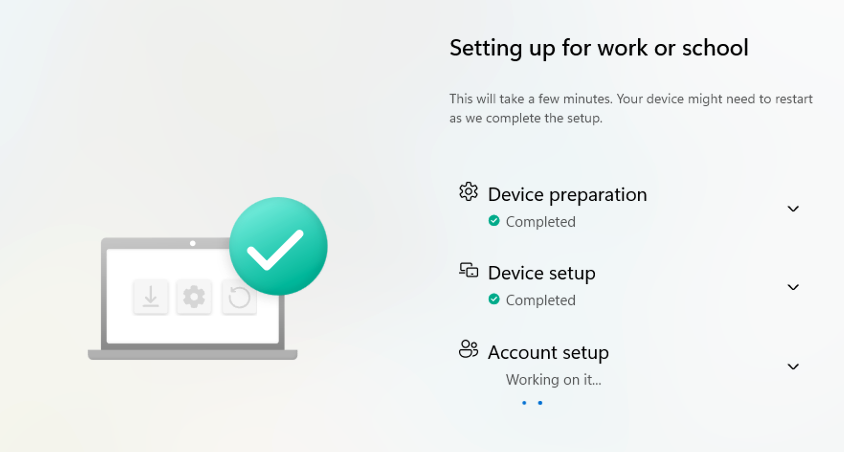 Setting up for work or school
This will take a few minutes. Your device might need to restart
as we complete the setup.
Device preparation
Completed
Device setup
Completed
Account setup
Working on it...